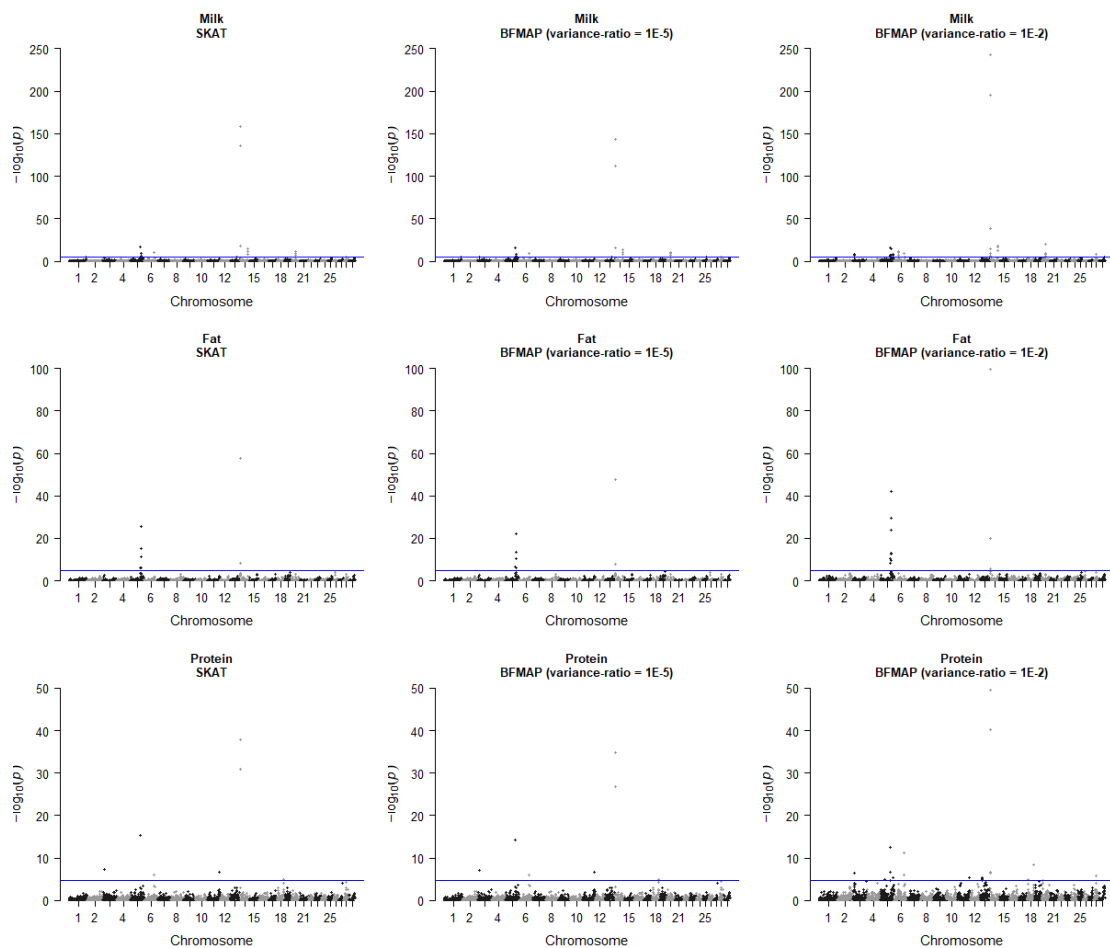 Milk
SKAT
250
200
150
100
50
0
−log10(p)
1 2 4 6 8 10 12 15 18 21 25
Chromosome
Milk
BFMAP (variance-ratio = 1E-5)
250
200
150
100
50
0
−log10(p)
1 2 4 6 8 10 12 15 18 21 25
Chromosome
Milk
BFMAP (variance-ratio = 1E-2)
250
200
150
100
50
0
−log10(p)
1 2 4 6 8 10 12 15 18 21 25
Chromosome
Fat
SKAT
100
80
60
40
20
0
−log10(p)
1 2 4 6 8 10 12 15 18 21 25
Chromosome
Fat
BFMAP (variance-ratio = 1E-5)
100
80
60
40
20
0
−log10(p)
1 2 4 6 8 10 12 15 18 21 25
Chromosome
Fat
BFMAP (variance-ratio = 1E-2)
100
80
60
40
20
0
−log10(p)
1 2 4 6 8 10 12 15 18 21 25
Chromosome
Protein
SKAT
50
40
30
20
10
0
−log10(p)
1 2 4 6 8 10 12 15 18 21 25
Chromosome
Protein
BFMAP (variance-ratio = 1E-5)
50
40
30
20
10
0
−log10(p)
1 2 4 6 8 10 12 15 18 21 25
Chromosome
Protein
BFMAP (variance-ratio = 1E-2)
50
40
30
20
10
0
−log10(p)
1 2 4 6 8 10 12 15 18 21 25
Chromosome